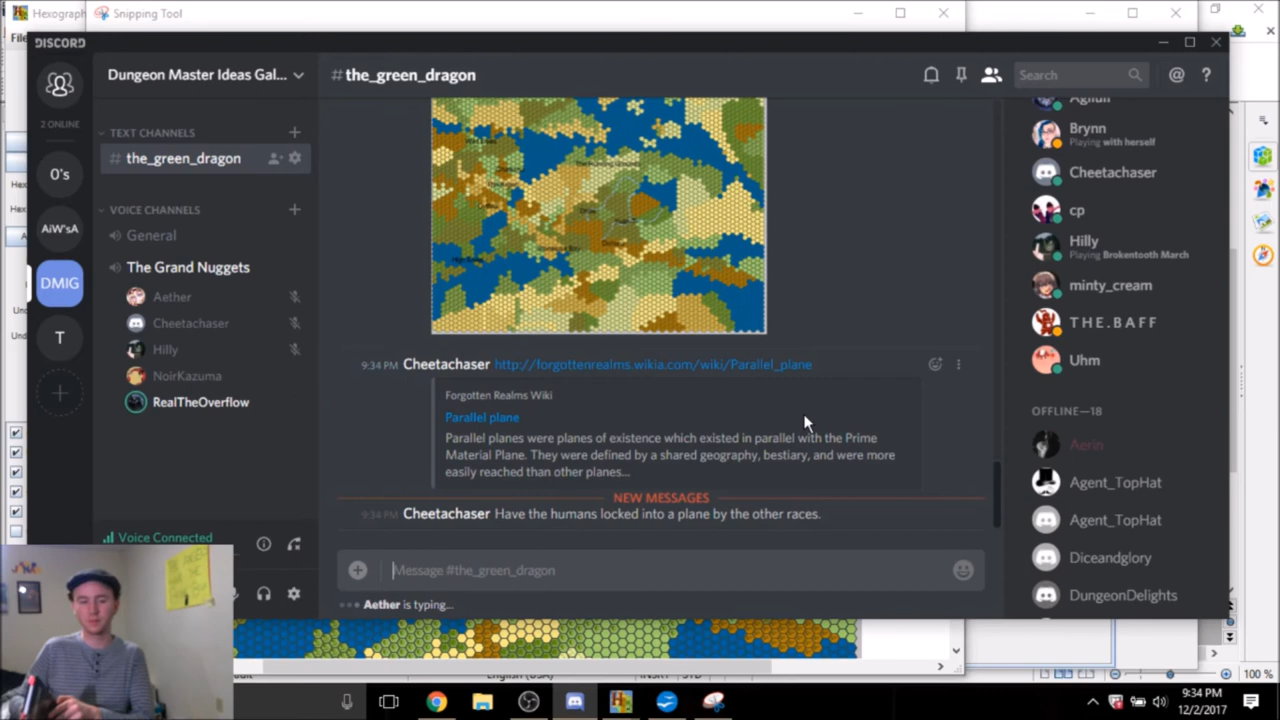 Hexograph
Snipping Tool
File
DISCORD
Dungeon Master Ideas Gal...
#the_green_dragon
Search
@
?
2 ONLINE
O's
AiW'sA
DMIG
T
TEXT CHANNELS
# the_green_dragon
VOICE CHANNELS
General
The Grand Nuggets
Aether
Cheetachaser
Hilly
NoirKazuma
RealTheOverflow
Voice Connected
9:34 PM Cheetachaser http://forgottenrealms.wikia.com/wiki/Parallel_plane
Forgotten Realms Wiki
Parallel plane
Parallel planes were planes of existence which existed in parallel with the Prime
Material Plane. They were defined by a shared geography, bestiary, and were more
easily reached than other planes...
NEW MESSAGES
9:34 PM Cheetachaser Have the humans locked into a plane by the other races.
Message #the_green_dragon
Aether is typing...
Brynn
Playing with herself
Cheetachaser
cp
Hilly
Playing Brokentooth March
minty_cream
T H E . B A F F
Uhm
OFFLINE—18
Aerin
Agent_TopHat
Agent_TopHat
Diceandglory
DungeonDelights
English (USA)
INSRT
STD
100 %
9:34 PM
12/2/2017